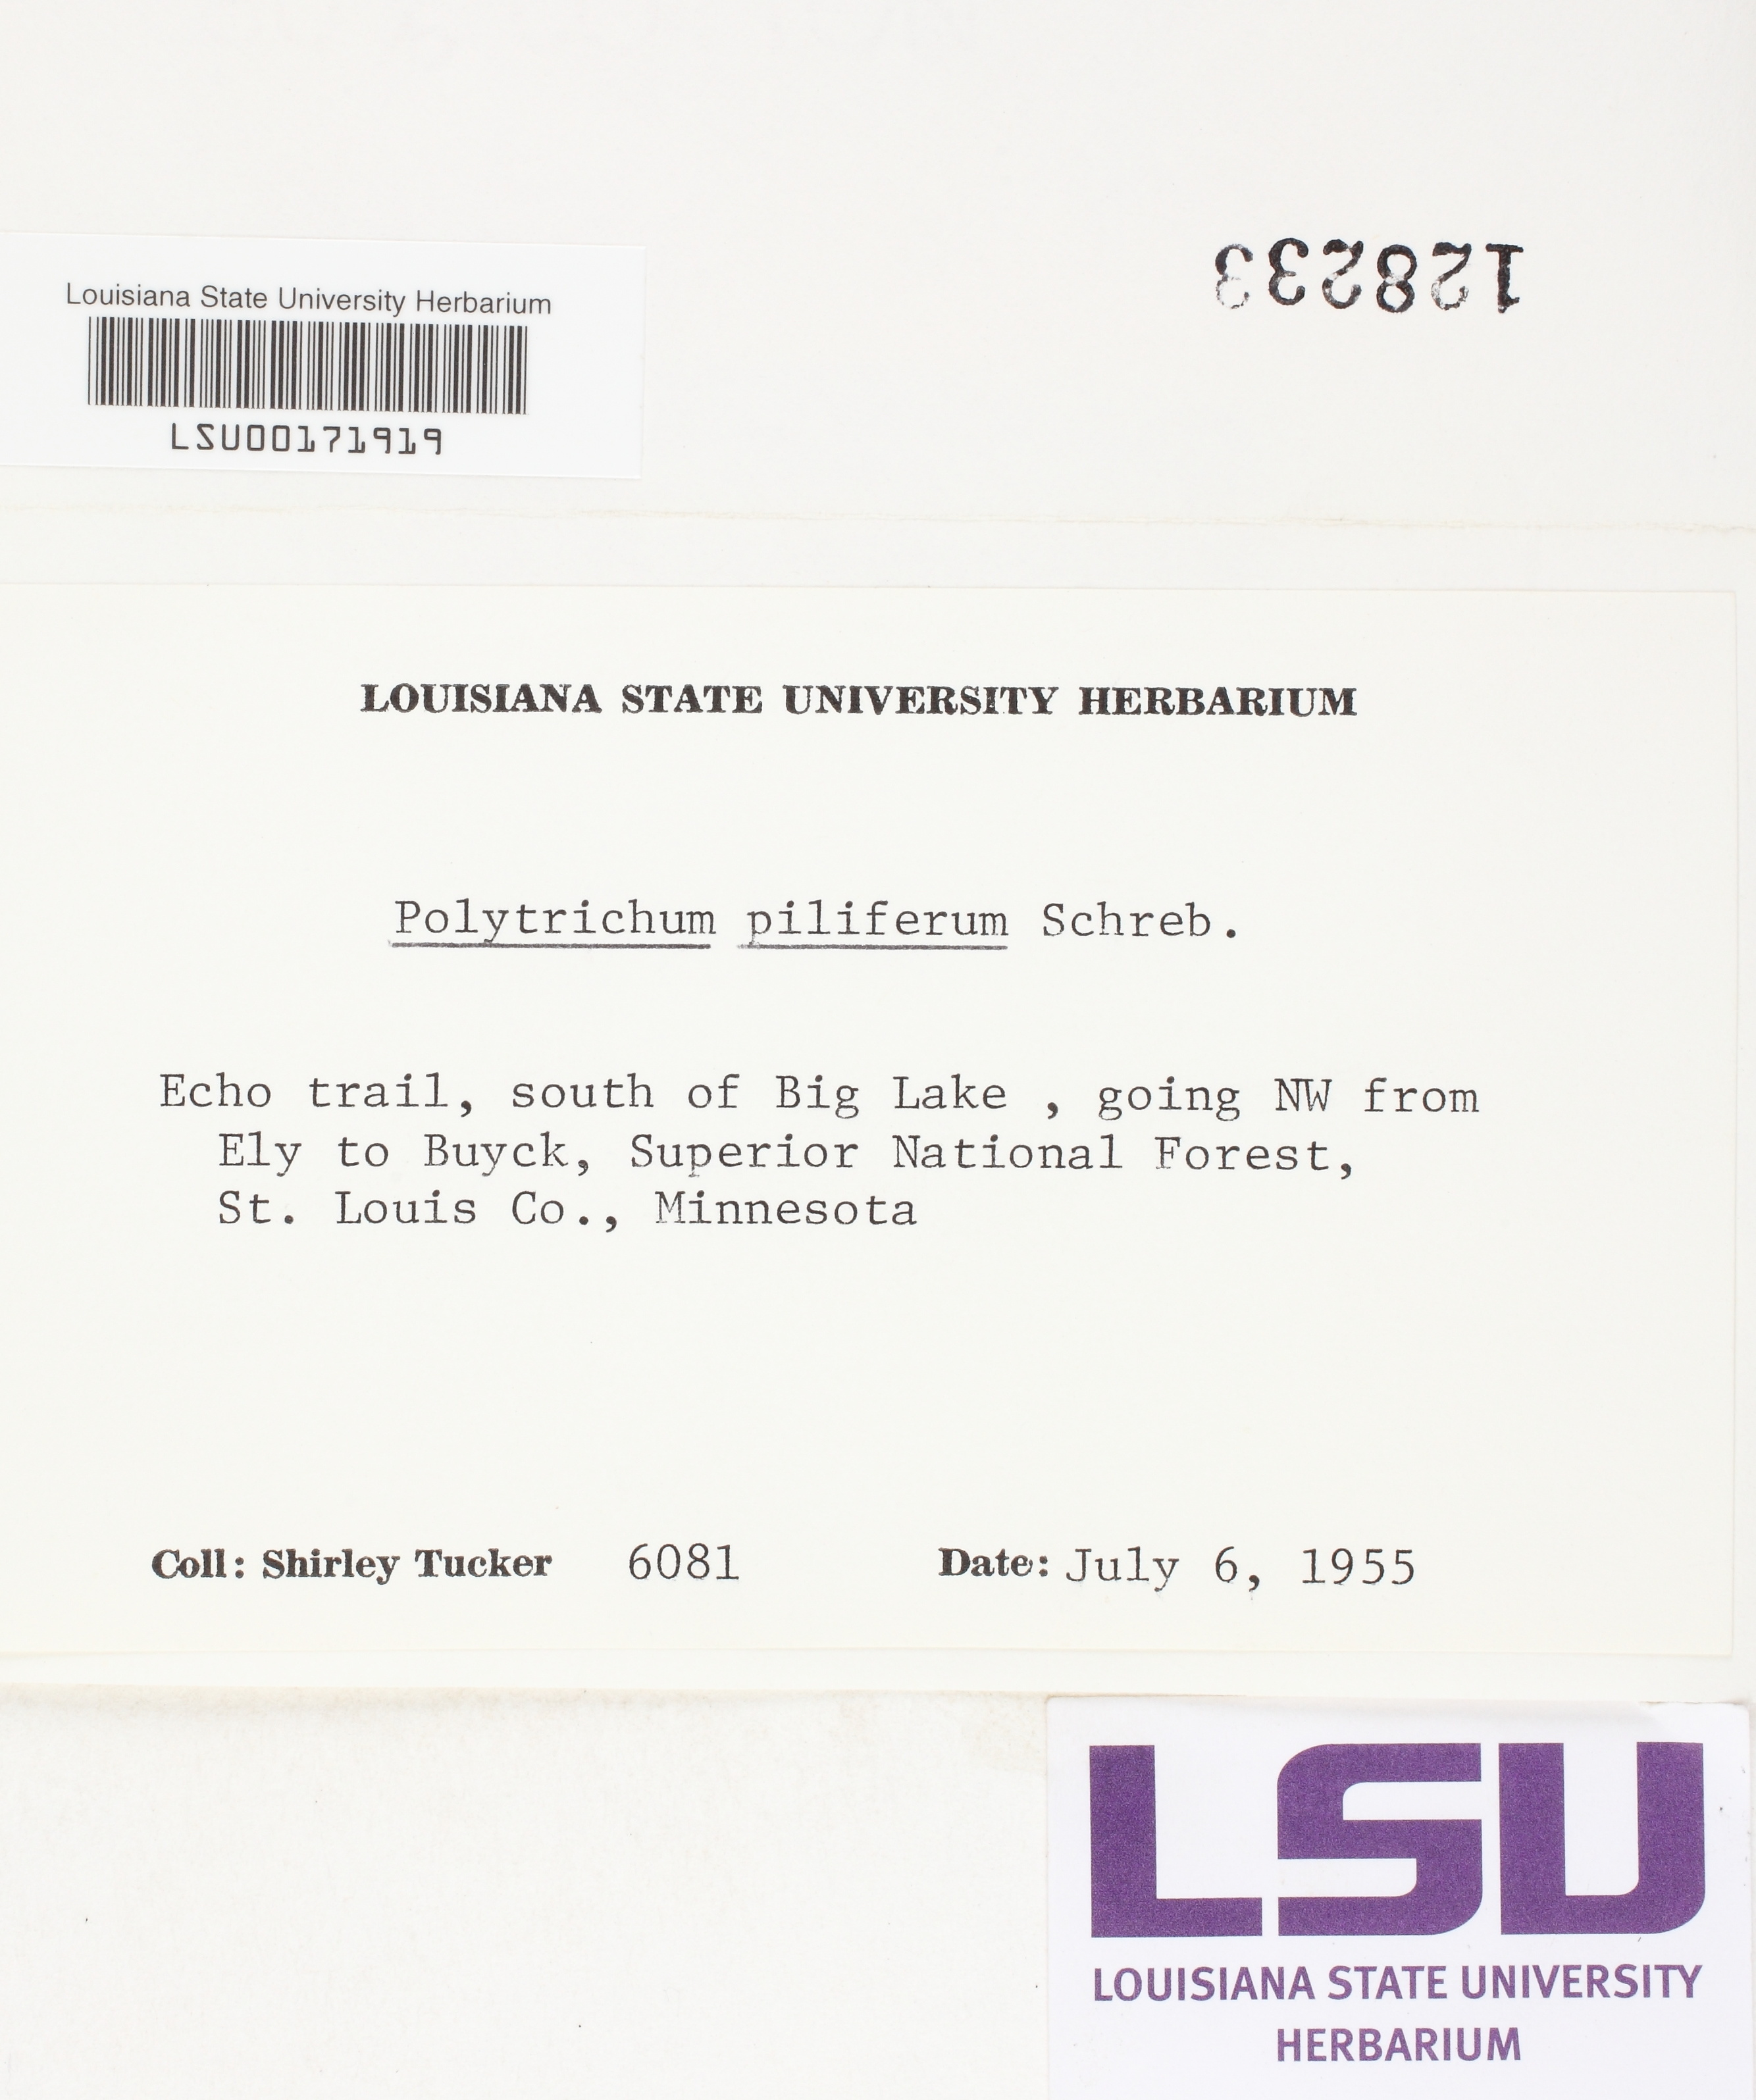 128233
Louisiana State University Herbarium
LSU00171919
LOUISIANA STATE UNIVERSITY HERBARIUM
Polytrichum piliferum Schreb.
Echo trail, south of Big Lake , going NW from
Ely to Buyck, Superior National Forest,
St. Louis Co., Minnesota
Coll: Shirley Tucker 6081 Date: July 6, 1955
LSU
LOUISIANA STATE UNIVERSITY
HERBARIUM